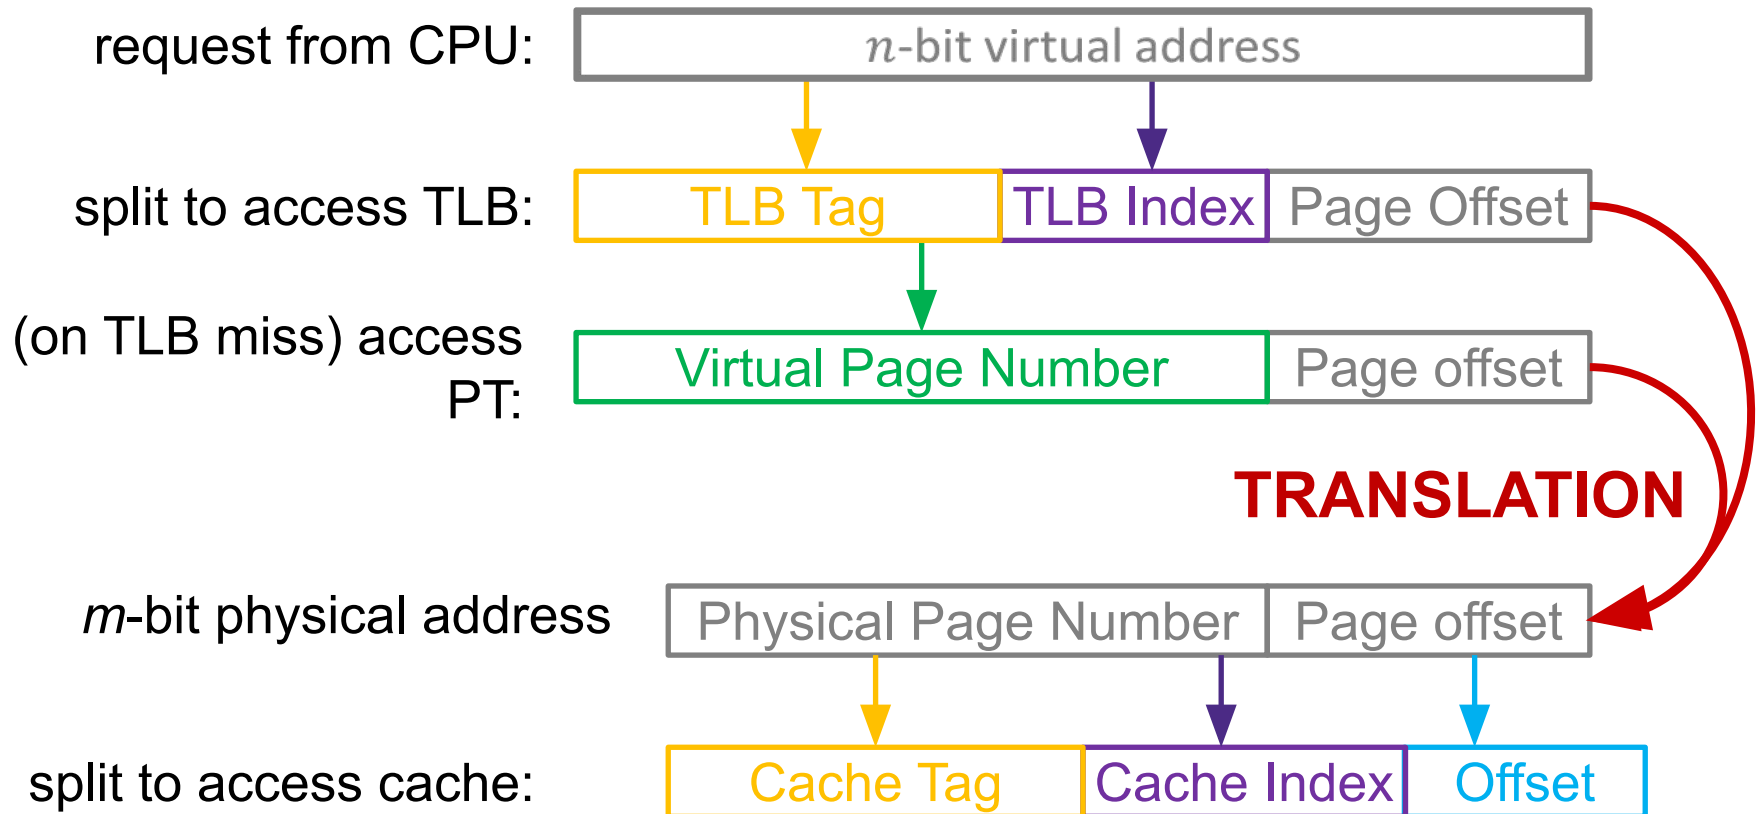 request from CPU: n-bit virtual address
split to access TLB: TLB Tag TLB Index Page Offset
(on TLB miss) access
PT: Virtual Page Number Page offset
TRANSLATION
m-bit physical address Physical Page Number Page offset
split to access cache: Cache Tag Cache Index Offset